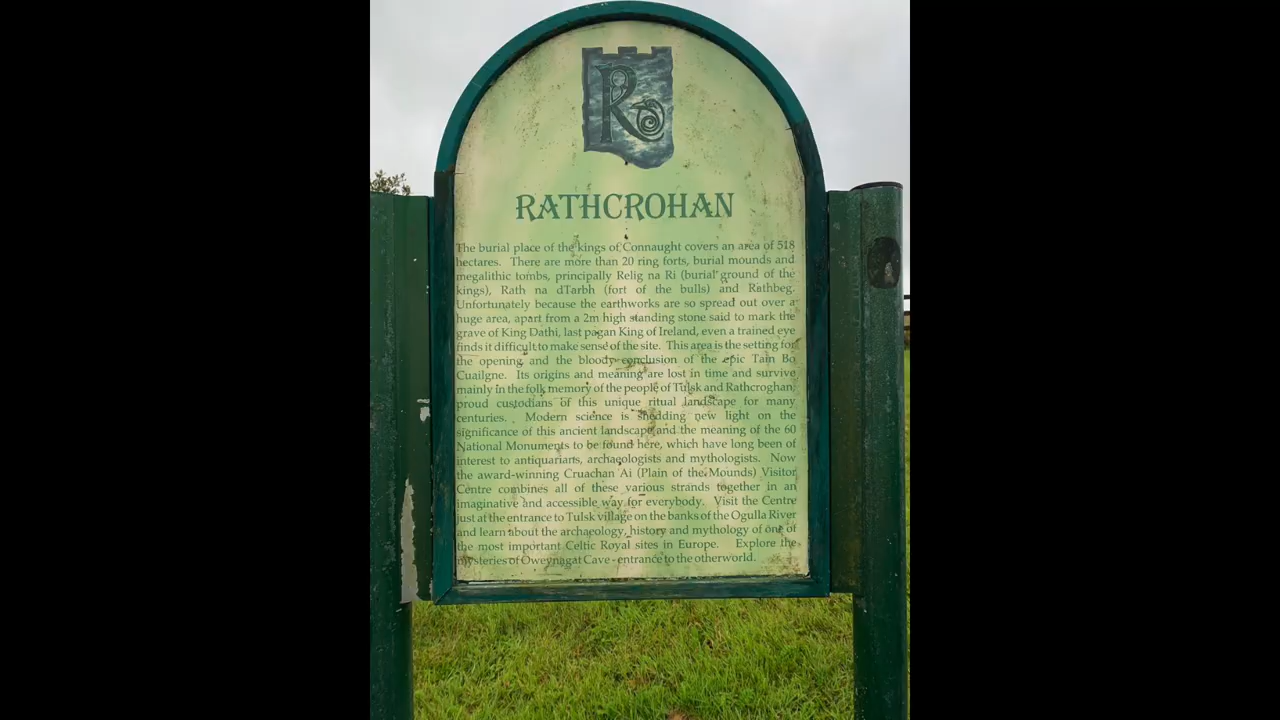 R
RATHCROHAN
The burial place of the kings of Connaught covers an area of 518
hectares. There are more than 20 ring forts, burial mounds and
megalithic tombs, principally Relig na Ri (burial ground of the
kings), Rath na dTarbh (fort of the bulls) and Rathbeg.
Unfortunately because the earthworks are so spread out over a
huge area, apart from a 2m high standing stone said to mark the
grave of King Dathi, last pagan King of Ireland, even a trained eye
finds it difficult to make sense of the site. This area is the setting for
the opening and the bloody conclusion of the epic Tain Bo
Cuailgne. Its origins and meaning are lost in time and survive
mainly in the folk memory of the people of Tulsk and Rathcroghan,
proud custodians of this unique ritual landscape for many
centuries. Modern science is shedding new light on the
significance of this ancient landscape and the meaning of the 60
National Monuments to be found here, which have long been of
interest to antiquariarts, archaeologists and mythologists. Now
the award-winning Cruachan Ai (Plain of the Mounds) Visitor
Centre combines all of these various strands together in an
imaginative and accessible way for everybody. Visit the Centre
just at the entrance to Tulsk village on the banks of the Ogulla River
and learn about the archaeology, history and mythology of one of
the most important Celtic Royal sites in Europe. Explore the
mysteries of Oweynagat Cave - entrance to the otherworld.